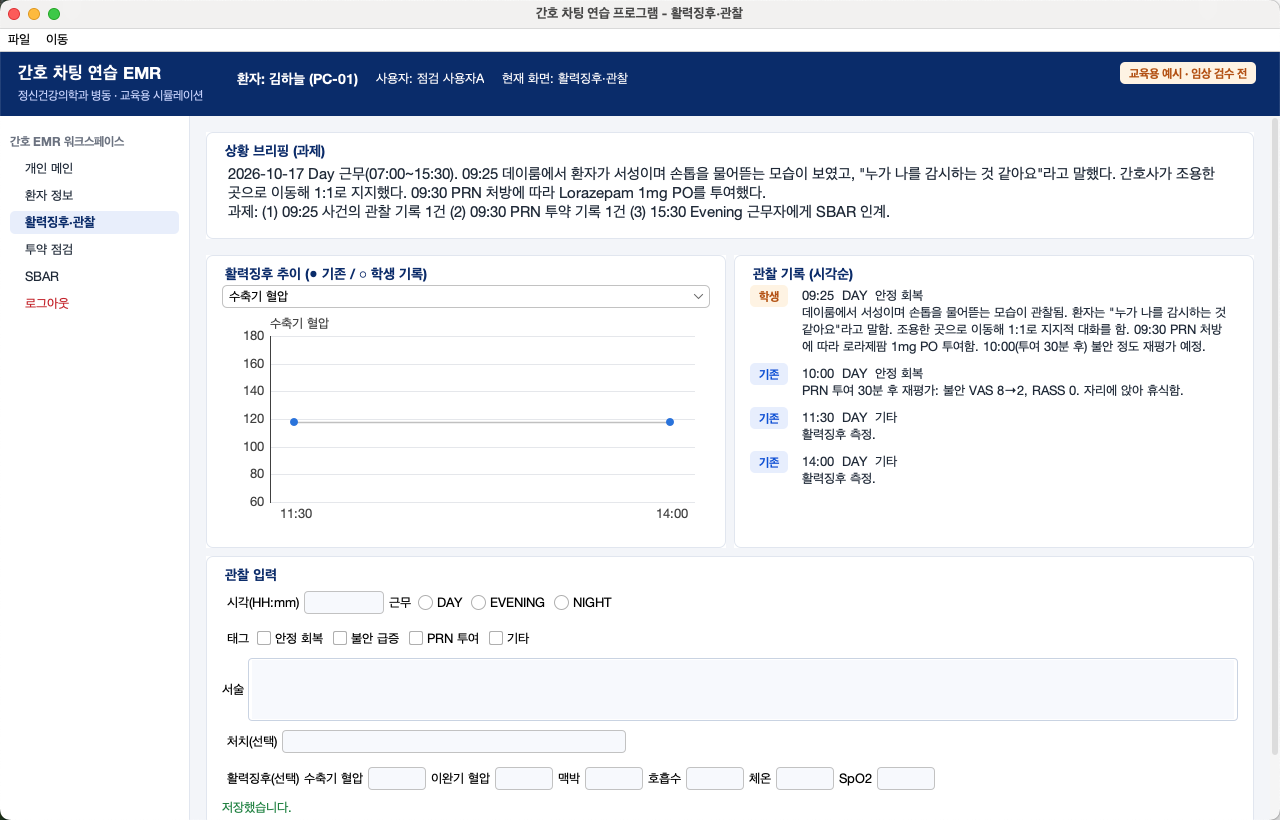 간호 차팅 연습 프로그램 - 활력징후·관찰
파일 이동
간호 차팅 연습 EMR
정신건강의학과 병동 · 교육용 시뮬레이션
환자: 김하늘 (PC-01) 사용자: 점검 사용자A 현재 화면: 활력징후·관찰
교육용 예시 · 임상 검수 전
간호 EMR 워크스페이스
개인 메인
환자 정보
활력징후·관찰
투약 점검
SBAR
로그아웃
상황 브리핑 (과제)
2026-10-17 Day 근무(07:00~15:30). 09:25 데이룸에서 환자가 서성이며 손톱을 물어뜯는 모습이 보였고, "누가 나를 감시하는 것 같아요"라고 말했다. 간호사가 조용한
곳으로 이동해 1:1로 지지했다. 09:30 PRN 처방에 따라 Lorazepam 1mg PO를 투여했다.
과제: (1) 09:25 사건의 관찰 기록 1건 (2) 09:30 PRN 투약 기록 1건 (3) 15:30 Evening 근무자에게 SBAR 인계.
활력징후 추이 (● 기존 / ○ 학생 기록)
수축기 혈압
수축기 혈압
180
160
140
120
100
80
60
11:30 14:00
관찰 기록 (시각순)
학생 09:25 DAY 안정 회복
데이룸에서 서성이며 손톱을 물어뜯는 모습이 관찰됨. 환자는 "누가 나를 감시하는 것
같아요"라고 말함. 조용한 곳으로 이동해 1:1로 지지적 대화를 함. 09:30 PRN 처방
에 따라 로라제팜 1mg PO 투여함. 10:00(투여 30분 후) 불안 정도 재평가 예정.
기존 10:00 DAY 안정 회복
PRN 투여 30분 후 재평가: 불안 VAS 8→2, RASS 0. 자리에 앉아 휴식함.
기존 11:30 DAY 기타
활력징후 측정.
기존 14:00 DAY 기타
활력징후 측정.
관찰 입력
시각(HH:mm) 근무 DAY EVENING NIGHT
태그 안정 회복 불안 급증 PRN 투여 기타
서술
처치(선택)
활력징후(선택) 수축기 혈압 이완기 혈압 맥박 호흡수 체온 SpO2
저장했습니다.